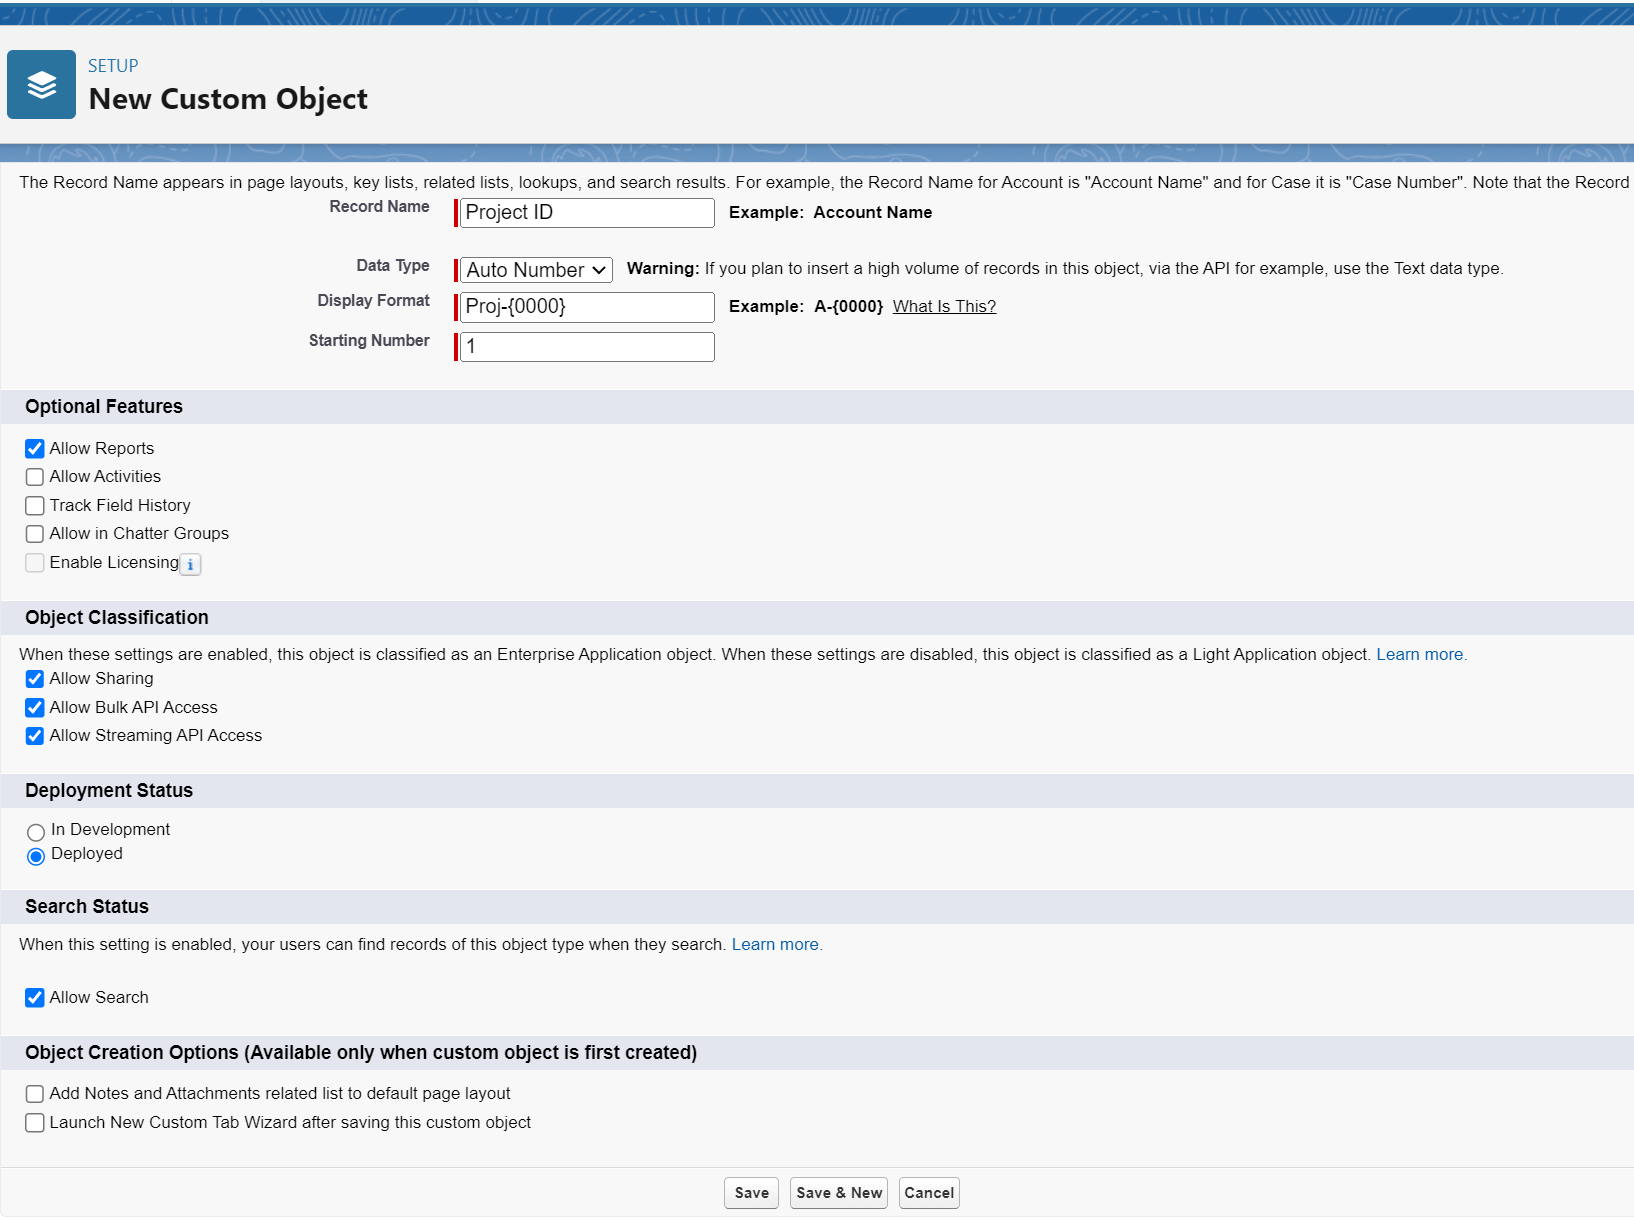 SETUP
New Custom Object
The Record Name appears in page layouts, key lists, related lists, lookups, and search results. For example, the Record Name for Account is "Account Name" and for Case it is "Case Number". Note that the Record
Record Name Project ID Example: Account Name
Data Type Auto Number Warning: If you plan to insert a high volume of records in this object, via the API for example, use the Text data type.
Display Format Proj-{0000} Example: A-{0000} What Is This?
Starting Number 1
Optional Features
Allow Reports
Allow Activities
Track Field History
Allow in Chatter Groups
Enable Licensing i
Object Classification
When these settings are enabled, this object is classified as an Enterprise Application object. When these settings are disabled, this object is classified as a Light Application object. Learn more.
Allow Sharing
Allow Bulk API Access
Allow Streaming API Access
Deployment Status
In Development
Deployed
Search Status
When this setting is enabled, your users can find records of this object type when they search. Learn more.
Allow Search
Object Creation Options (Available only when custom object is first created)
Add Notes and Attachments related list to default page layout
Launch New Custom Tab Wizard after saving this custom object
Save Save & New Cancel